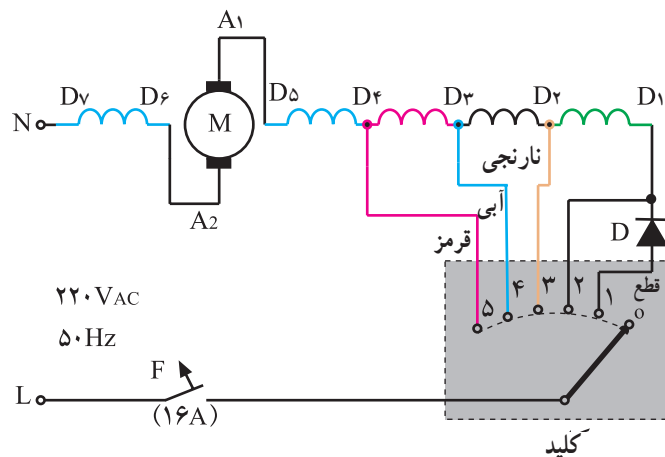 A۱
D۷ D۶ D۵ D۴ D۳ D۲ D۱
N M
نارنجی
آبی
A۲
قرمز
D
قطع
۵ ۴ ۳ ۲ ۱ o
۲۲۰VAC
۵۰Hz
F
L
(۱۶A)
کلید